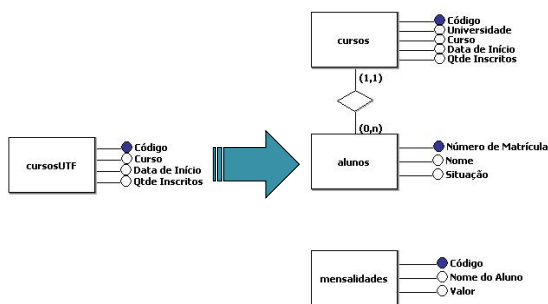 cursosUTF
Código
Curso
Data de Início
Qtde Inscritos
cursos
Código
Universidade
Curso
Data de Início
Qtde Inscritos
(1,1)
(0,n)
alunos
Número de Matrícula
Nome
Situação
mensalidades
Código
Nome do Aluno
Valor